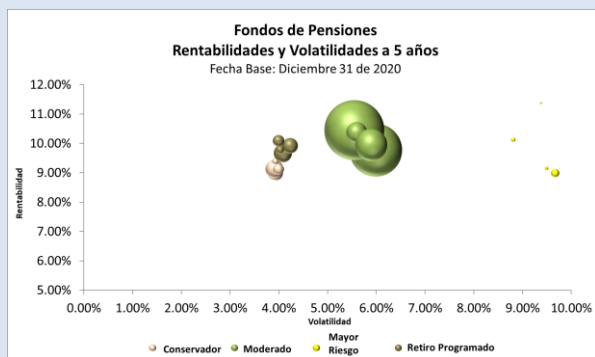 Fondos de Pensiones
Rentabilidades y Volatilidades a 5 años
Fecha Base: Diciembre 31 de 2020
12.00%
11.00%
10.00%
9.00%
8.00%
7.00%
6.00%
5.00%
Rentabilidad
0.00% 1.00% 2.00% 3.00% 4.00% 5.00% 6.00% 7.00% 8.00% 9.00% 10.00%
Volatilidad
Conservador Moderado Mayor Riesgo Retiro Programado